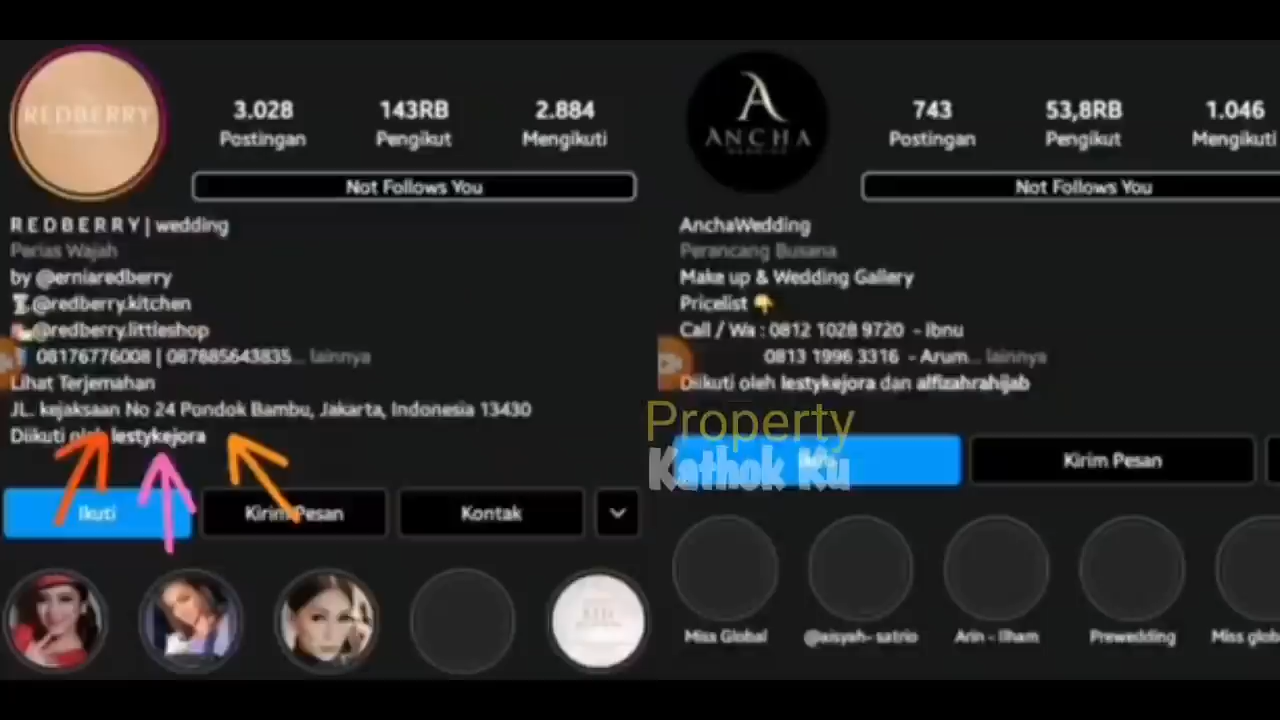 REDBERRY
3.028 143RB 2.884
Postingan Pengikut Mengikuti
Not Follows You
R E D B E R R Y | wedding
Perias Wajah
by @erniaredberry
@redberry.kitchen
@redberry.littleshop
08176776008 | 087885643835... lainnya
Lihat Terjemahan
JL. kejaksaan No 24 Pondok Bambu, Jakarta, Indonesia 13430
Diikuti oleh lestykejora
Ikuti Kirim Pesan Kontak
A
ANCHA
743 53,8RB 1.046
Postingan Pengikut Mengikuti
Not Follows You
AnchaWedding
Perancang Busana
Make up & Wedding Gallery
Pricelist 👇
Call / Wa : 0812 1028 9720 - Ibnu
0813 1996 3316 - Arum... lainnya
Diikuti oleh lestykejora dan alfizahrahijab
Property
Kathok Ku
Kirim Pesan
Miss Global @aisyah- satrio Arin - Ilham Prewedding Miss glob